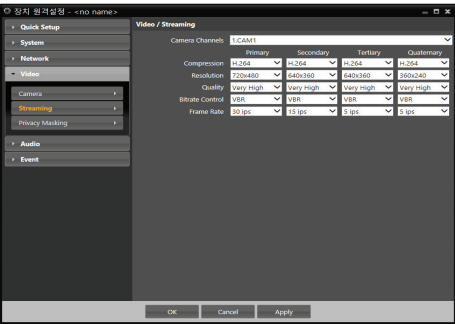 장치 원격설정 - <no name>
Quick Setup
System
Network
Video
Camera
Streaming
Privacy Masking
Audio
Event
Video / Streaming
Camera Channels 1.CAM1
Primary Secondary Tertiary Quaternary
Compression H.264 H.264 H.264 H.264
Resolution 720x480 640x360 640x360 360x240
Quality Very High Very High Very High Very High
Bitrate Control VBR VBR VBR VBR
Frame Rate 30 ips 15 ips 5 ips 5 ips
OK Cancel Apply